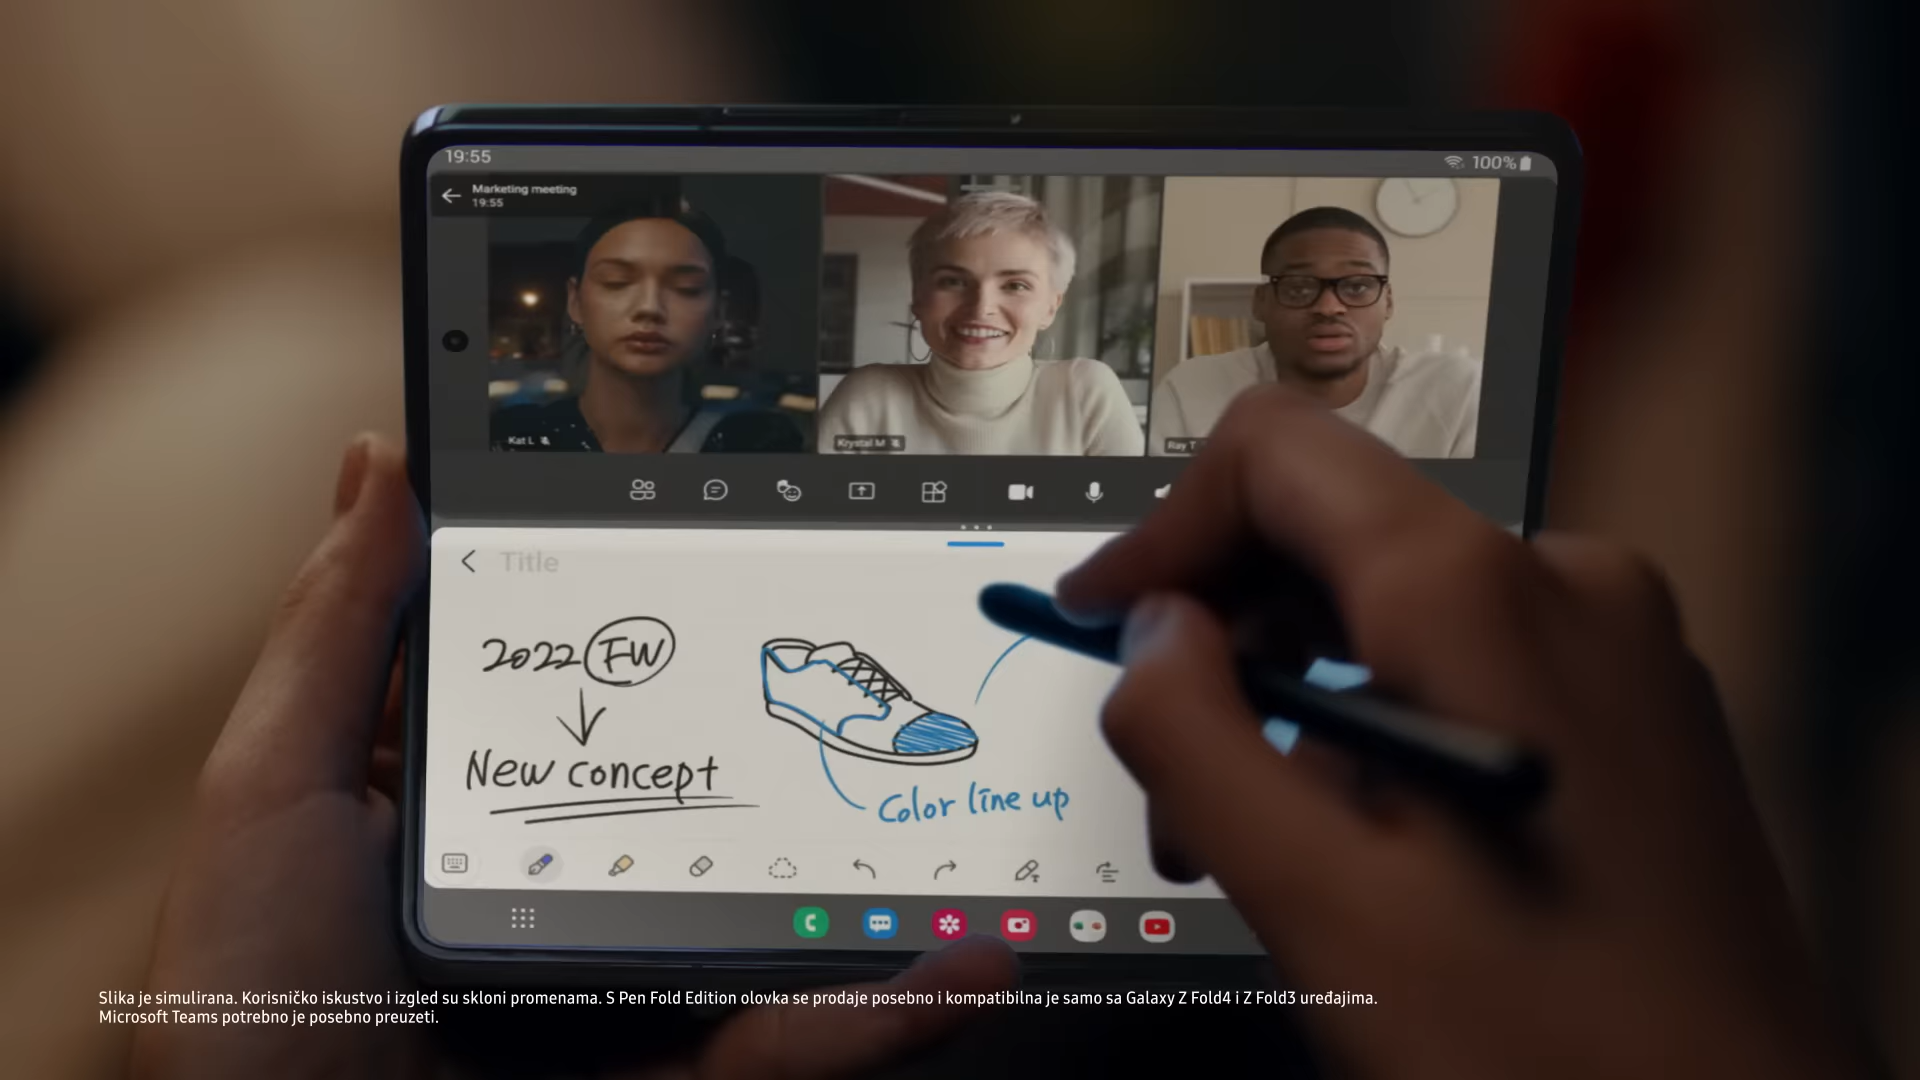 19:55
100%
Marketing meeting
19:55
Kat L
Krystal M
Ray T
Title
2022 FW
New concept
Color line up
Slika je simulirana. Korisničko iskustvo i izgled su skloni promenama. S Pen Fold Edition olovka se prodaje posebno i kompatibilna je samo sa Galaxy Z Fold4 i Z Fold3 uređajima.
Microsoft Teams potrebno je posebno preuzeti.